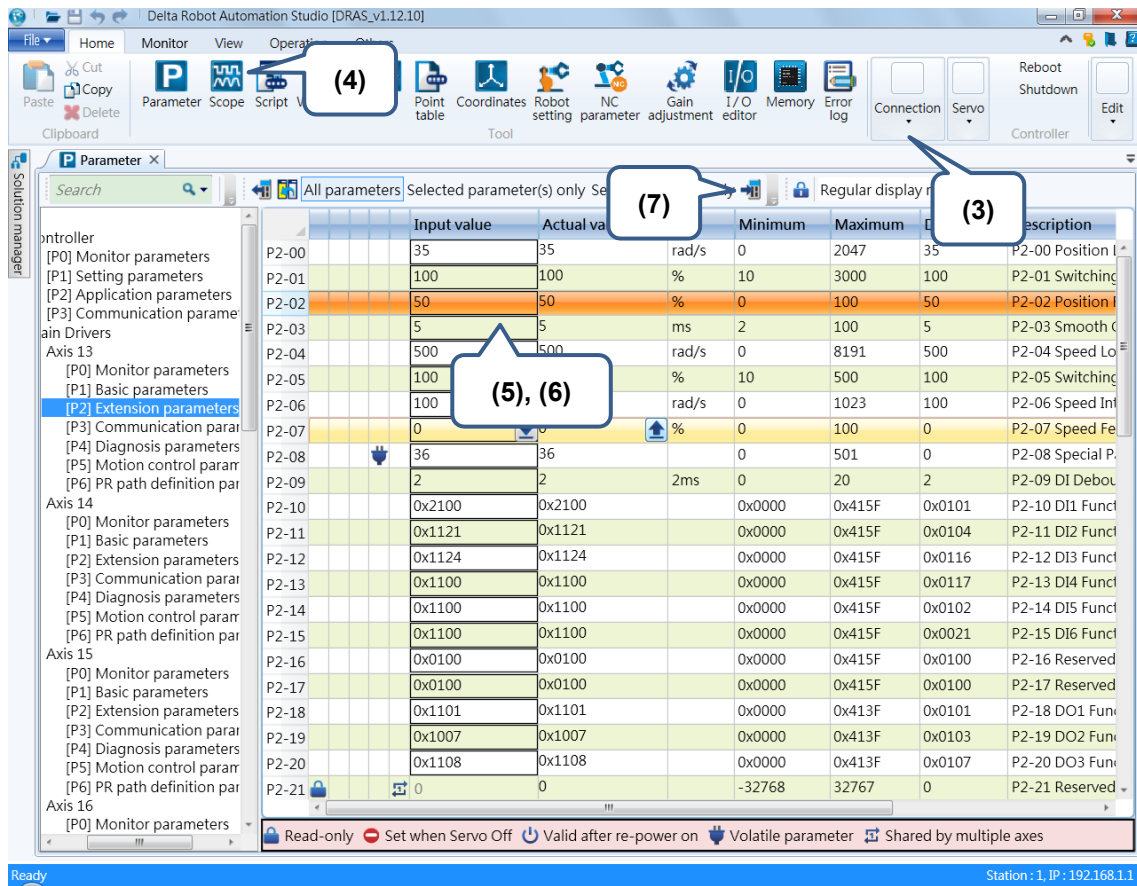 Delta Robot Automation Studio [DRAS_v1.12.10]
File Home Monitor View Others
Paste Cut Copy Delete
Clipboard
Parameter Scope Script (4) Point table Coordinates Robot setting NC parameter Gain adjustment I/O editor Memory Error log
Tool
Connection Servo
Reboot
Shutdown
Controller
Edit
Solution manager
P Parameter
Search
All parameters Selected parameter(s) only (7) Regular display (3)
ontroller
[P0] Monitor parameters
[P1] Setting parameters
[P2] Application parameters
[P3] Communication parame
ain Drivers
Axis 13
[P0] Monitor parameters
[P1] Basic parameters
[P2] Extension parameters
[P3] Communication parar
[P4] Diagnosis parameters
[P5] Motion control param
[P6] PR path definition par
Axis 14
[P0] Monitor parameters
[P1] Basic parameters
[P2] Extension parameters
[P3] Communication parar
[P4] Diagnosis parameters
[P5] Motion control param
[P6] PR path definition par
Axis 15
[P0] Monitor parameters
[P1] Basic parameters
[P2] Extension parameters
[P3] Communication parar
[P4] Diagnosis parameters
[P5] Motion control param
[P6] PR path definition par
Axis 16
[P0] Monitor parameters
Input value Actual va Minimum Maximum D escription
P2-00 35 35 rad/s 0 2047 35 P2-00 Position L
P2-01 100 100 % 10 3000 100 P2-01 Switching
P2-02 50 50 % 0 100 50 P2-02 Position F
P2-03 5 5 ms 2 100 5 P2-03 Smooth C
P2-04 500 500 rad/s 0 8191 500 P2-04 Speed Lo
P2-05 100 % 10 500 100 P2-05 Switching
P2-06 100 rad/s 0 1023 100 P2-06 Speed Int
(5), (6)
P2-07 0 0 % 0 100 0 P2-07 Speed Fe
P2-08 36 36 0 501 0 P2-08 Special P
P2-09 2 2 2ms 0 20 2 P2-09 DI Debou
P2-10 0x2100 0x2100 0x0000 0x415F 0x0101 P2-10 DI1 Funct
P2-11 0x1121 0x1121 0x0000 0x415F 0x0104 P2-11 DI2 Funct
P2-12 0x1124 0x1124 0x0000 0x415F 0x0116 P2-12 DI3 Funct
P2-13 0x1100 0x1100 0x0000 0x415F 0x0117 P2-13 DI4 Funct
P2-14 0x1100 0x1100 0x0000 0x415F 0x0102 P2-14 DI5 Funct
P2-15 0x1100 0x1100 0x0000 0x415F 0x0021 P2-15 DI6 Funct
P2-16 0x0100 0x0100 0x0000 0x415F 0x0100 P2-16 Reserved
P2-17 0x0100 0x0100 0x0000 0x415F 0x0100 P2-17 Reserved
P2-18 0x1101 0x1101 0x0000 0x413F 0x0101 P2-18 DO1 Fun
P2-19 0x1007 0x1007 0x0000 0x413F 0x0103 P2-19 DO2 Fun
P2-20 0x1108 0x1108 0x0000 0x413F 0x0107 P2-20 DO3 Fun
P2-21 0 0 -32768 32767 0 P2-21 Reserved
Read-only Set when Servo Off Valid after re-power on Volatile parameter Shared by multiple axes
Ready Station : 1, IP : 192.168.1.1